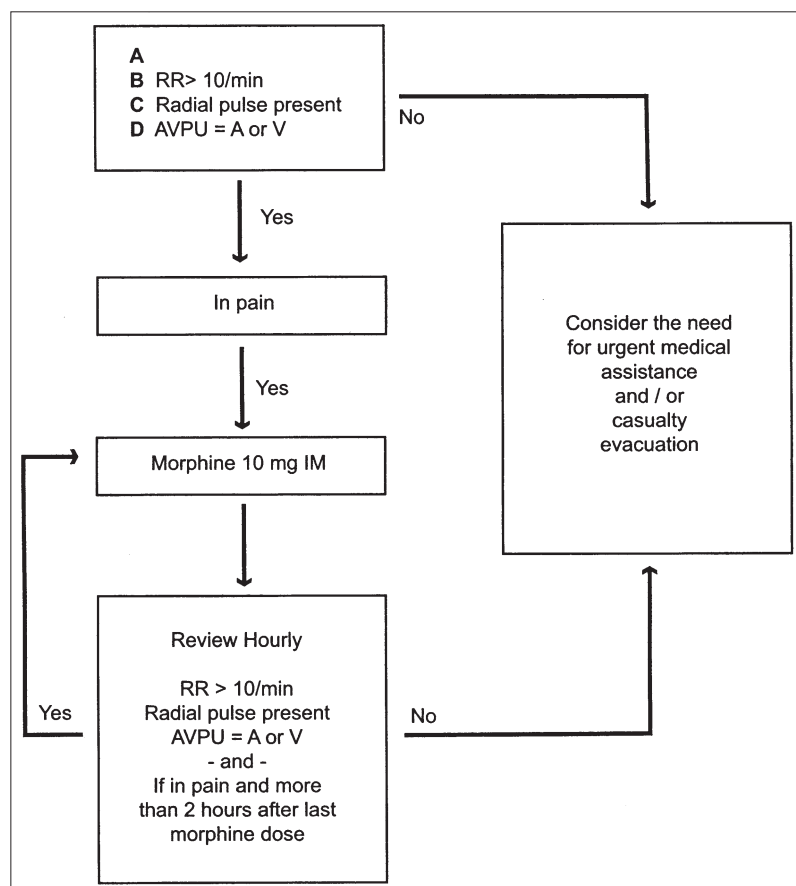 A
B RR> 10/min
C Radial pulse present
D AVPU = A or V
No
Yes
In pain
Yes
Morphine 10 mg IM
Consider the need
for urgent medical
assistance
and / or
casualty
evacuation
Review Hourly
RR > 10/min
Radial pulse present
AVPU = A or V
- and -
If in pain and more
than 2 hours after last
morphine dose
Yes
No